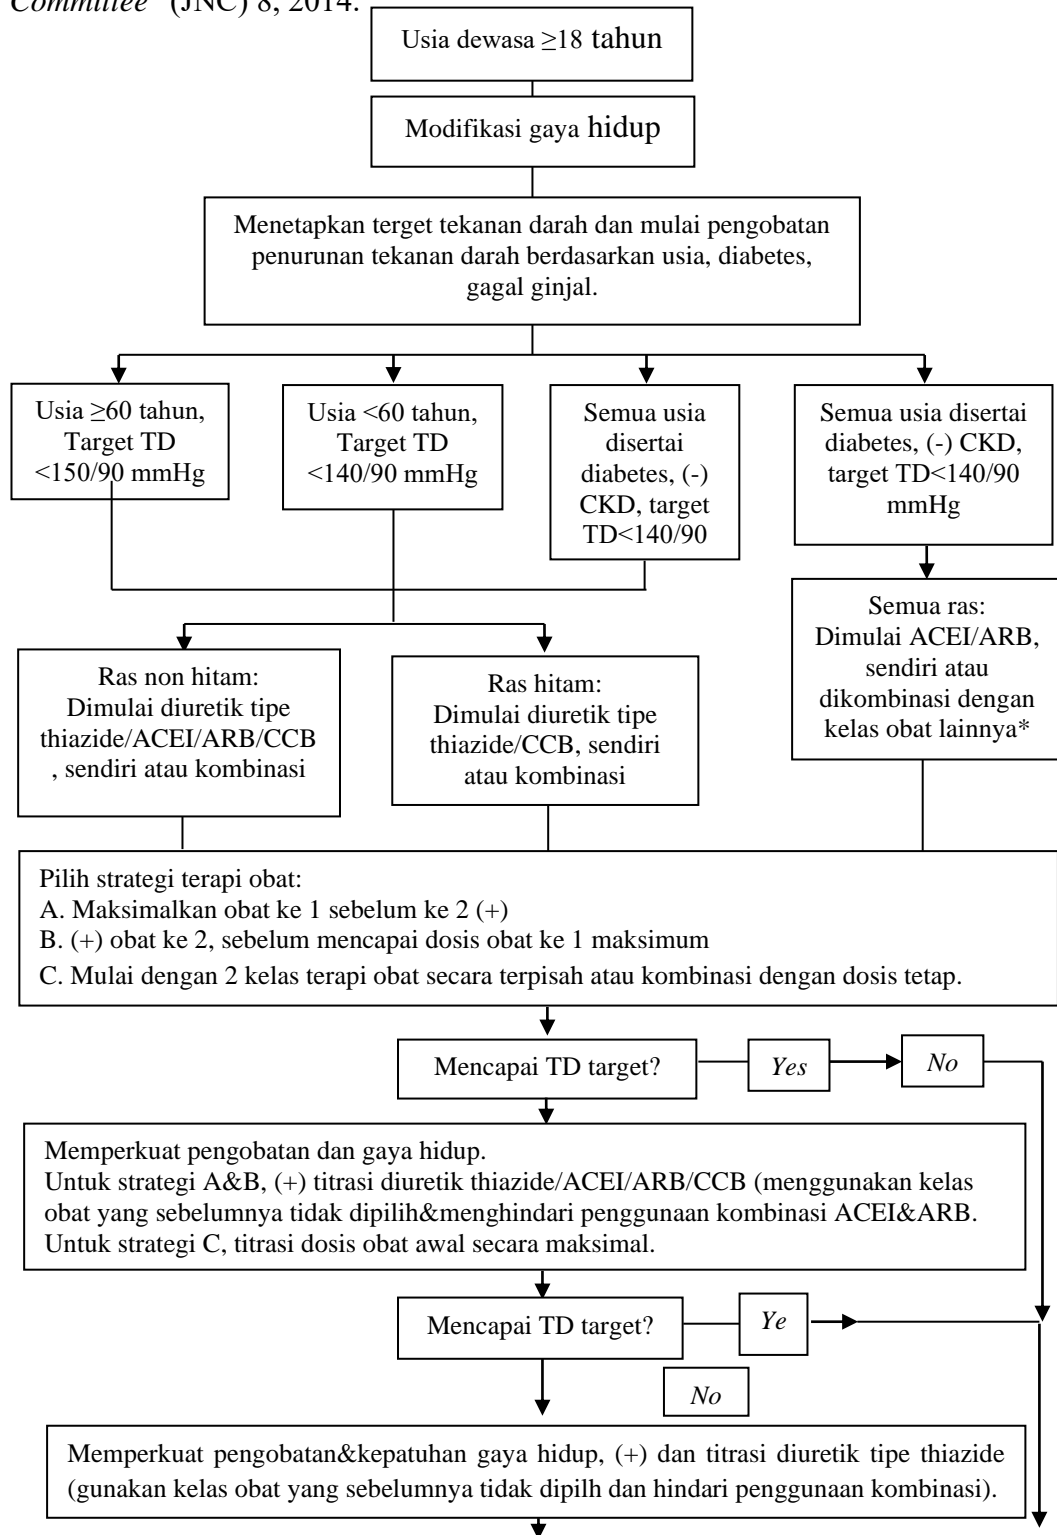 Committee" (JNC) 8, 2014.
Usia dewasa ≥18 tahun
Modifikasi gaya hidup
Menetapkan terget tekanan darah dan mulai pengobatan
penurunan tekanan darah berdasarkan usia, diabetes,
gagal ginjal.
Usia ≥60 tahun,
Target TD
<150/90 mmHg
Usia <60 tahun,
Target TD
<140/90 mmHg
Semua usia
disertai
diabetes, (-)
CKD, target
TD<140/90
Semua usia disertai
diabetes, (-) CKD,
target TD<140/90
mmHg
Ras non hitam:
Dimulai diuretik tipe
thiazide/ACEI/ARB/CCB
, sendiri atau kombinasi
Ras hitam:
Dimulai diuretik tipe
thiazide/CCB, sendiri
atau kombinasi
Semua ras:
Dimulai ACEI/ARB,
sendiri atau
dikombinasi dengan
kelas obat lainnya*
Pilih strategi terapi obat:
A. Maksimalkan obat ke 1 sebelum ke 2 (+)
B. (+) obat ke 2, sebelum mencapai dosis obat ke 1 maksimum
C. Mulai dengan 2 kelas terapi obat secara terpisah atau kombinasi dengan dosis tetap.
Mencapai TD target?
Yes
No
Memperkuat pengobatan dan gaya hidup.
Untuk strategi A&B, (+) titrasi diuretik thiazide/ACEI/ARB/CCB (menggunakan kelas
obat yang sebelumnya tidak dipilih&menghindari penggunaan kombinasi ACEI&ARB.
Untuk strategi C, titrasi dosis obat awal secara maksimal.
Mencapai TD target?
Ye
No
Memperkuat pengobatan&kepatuhan gaya hidup, (+) dan titrasi diuretik tipe thiazide
(gunakan kelas obat yang sebelumnya tidak dipilh dan hindari penggunaan kombinasi).